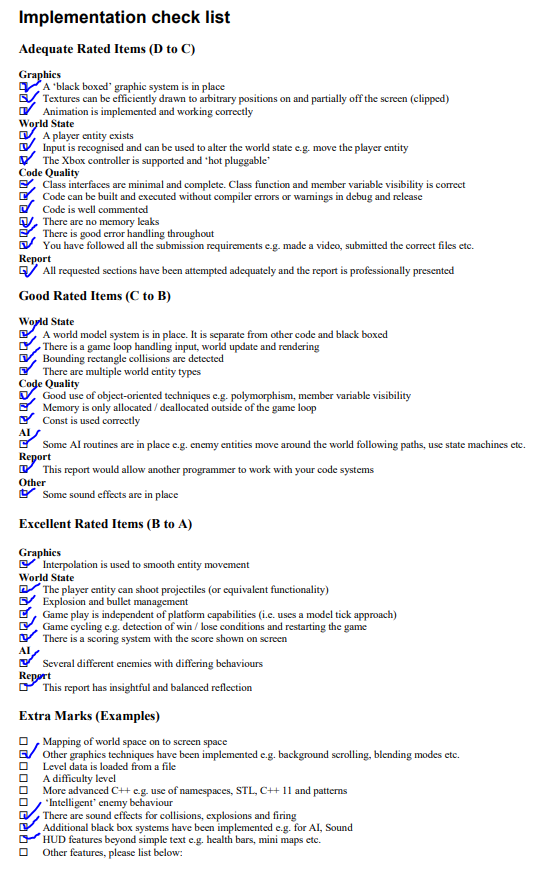 Implementation check list
Adequate Rated Items (D to C)
Graphics
A ‘black boxed’ graphic system is in place
Textures can be efficiently drawn to arbitrary positions on and partially off the screen (clipped)
Animation is implemented and working correctly
World State
A player entity exists
Input is recognised and can be used to alter the world state e.g. move the player entity
The Xbox controller is supported and ‘hot pluggable’
Code Quality
Class interfaces are minimal and complete. Class function and member variable visibility is correct
Code can be built and executed without compiler errors or warnings in debug and release
Code is well commented
There are no memory leaks
There is good error handling throughout
You have followed all the submission requirements e.g. made a video, submitted the correct files etc.
Report
All requested sections have been attempted adequately and the report is professionally presented
Good Rated Items (C to B)
World State
A world model system is in place. It is separate from other code and black boxed
There is a game loop handling input, world update and rendering
Bounding rectangle collisions are detected
There are multiple world entity types
Code Quality
Good use of object-oriented techniques e.g. polymorphism, member variable visibility
Memory is only allocated / deallocated outside of the game loop
Const is used correctly
AI
Some AI routines are in place e.g. enemy entities move around the world following paths, use state machines etc.
Report
This report would allow another programmer to work with your code systems
Other
Some sound effects are in place
Excellent Rated Items (B to A)
Graphics
Interpolation is used to smooth entity movement
World State
The player entity can shoot projectiles (or equivalent functionality)
Explosion and bullet management
Game play is independent of platform capabilities (i.e. uses a model tick approach)
Game cycling e.g. detection of win / lose conditions and restarting the game
There is a scoring system with the score shown on screen
AI
Several different enemies with differing behaviours
Report
This report has insightful and balanced reflection
Extra Marks (Examples)
Mapping of world space on to screen space
Other graphics techniques have been implemented e.g. background scrolling, blending modes etc.
Level data is loaded from a file
A difficulty level
More advanced C++ e.g. use of namespaces, STL, C++ 11 and patterns
‘Intelligent’ enemy behaviour
There are sound effects for collisions, explosions and firing
Additional black box systems have been implemented e.g. for AI, Sound
HUD features beyond simple text e.g. health bars, mini maps etc.
Other features, please list below: